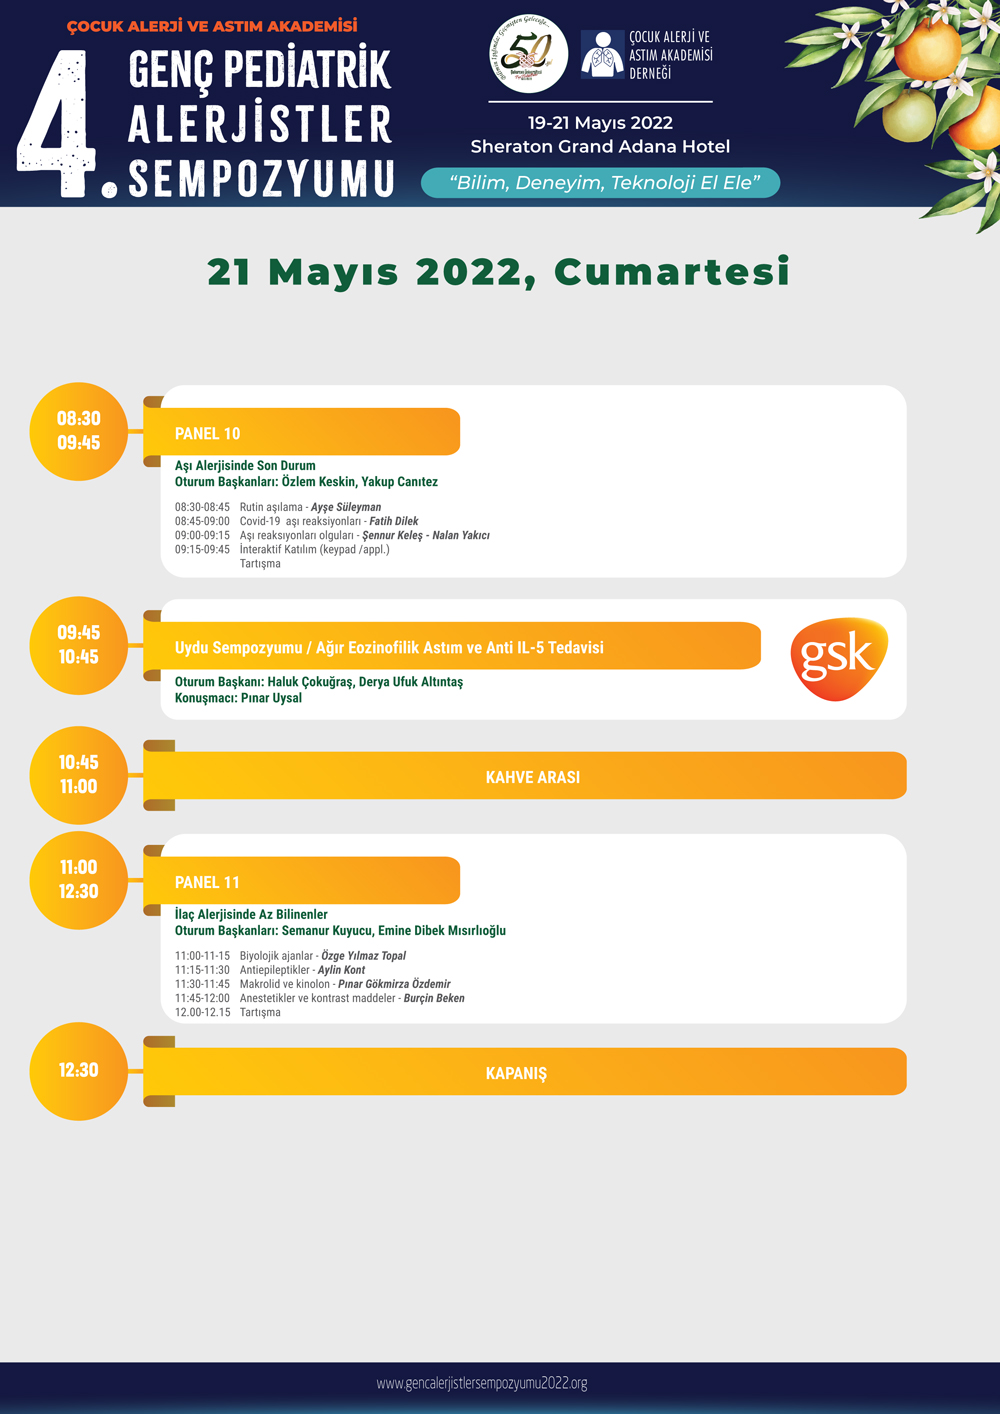 ÇOCUK ALERJİ VE ASTIM AKADEMİSİ
4. GENÇ PEDİATRİK
ALERJİSTLER
SEMPOZYUMU
50
ÇOCUK ALERJİ VE
ASTIM AKADEMİSİ
DERNEĞİ
19-21 Mayıs 2022
Sheraton Grand Adana Hotel
“Bilim, Deneyim, Teknoloji El Ele”
21 Mayıs 2022, Cumartesi
08:30
09:45
PANEL 10
Aşı Alerjisinde Son Durum
Oturum Başkanları: Özlem Keskin, Yakup Canıtez
08:30-08:45 Rutin aşılama - Ayşe Süleyman
08:45-09:00 Covid-19 aşı reaksiyonları - Fatih Dilek
09:00-09:15 Aşı reaksiyonları olguları - Şennur Keleş - Nalan Yakıcı
09:15-09:45 İnteraktif Katılım (keypad /appl.)
Tartışma
09:45
10:45
Uydu Sempozyumu / Ağır Eozinofilik Astım ve Anti IL-5 Tedavisi
gsk
Oturum Başkanı: Haluk Çokuğraş, Derya Ufuk Altıntaş
Konuşmacı: Pınar Uysal
10:45
11:00
KAHVE ARASI
11:00
12:30
PANEL 11
İlaç Alerjisinde Az Bilinenler
Oturum Başkanları: Semanur Kuyucu, Emine Dibek Mısırlıoğlu
11:00-11-15 Biyolojik ajanlar - Özge Yılmaz Topal
11:15-11:30 Antiepileptikler - Aylin Kont
11:30-11:45 Makrolid ve kinolon - Pınar Gökmirza Özdemir
11:45-12:00 Anestetikler ve kontrast maddeler - Burçin Beken
12.00-12.15 Tartışma
12:30
KAPANIŞ
www.gencalerjistlersempozyumu2022.org